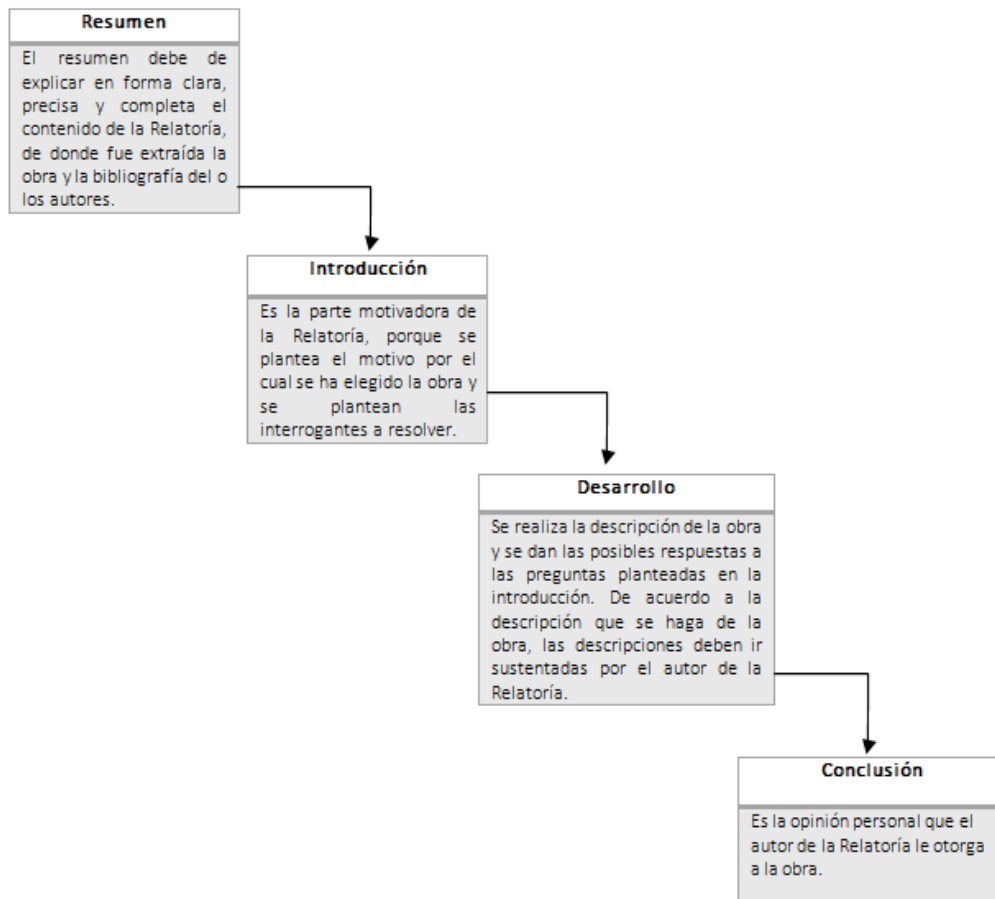 Resumen
El resumen debe de
explicar en forma clara,
precisa y completa el
contenido de la Relatoría,
de donde fue extraída la
obra y la bibliografía del o
los autores.
Introducción
Es la parte motivadora de
la Relatoría, porque se
plantea el motivo por el
cual se ha elegido la obra y
se plantean las
interrogantes a resolver.
Desarrollo
Se realiza la descripción de la obra
y se dan las posibles respuestas a
las preguntas planteadas en la
introducción. De acuerdo a la
descripción que se haga de la
obra, las descripciones deben ir
sustentadas por el autor de la
Relatoría.
Conclusión
Es la opinión personal que el
autor de la Relatoría le otorga
a la obra.